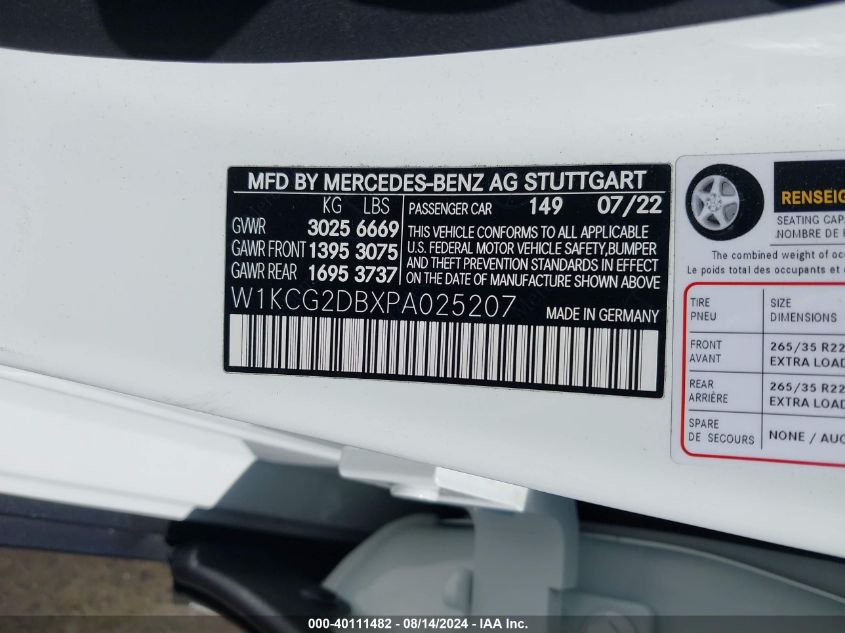 MFD BY MERCEDES-BENZ AG STUTTGART
KG LBS PASSENGER CAR 149 07/22
GVWR 3025 6669
GAWR FRONT 1395 3075
GAWR REAR 1695 3737
THIS VEHICLE CONFORMS TO ALL APPLICABLE
U.S. FEDERAL MOTOR VEHICLE SAFETY,BUMPER
AND THEFT PREVENTION STANDARDS IN EFFECT
ON THE DATE OF MANUFACTURE SHOWN ABOVE
W1KCG2DBXPA025207 MADE IN GERMANY
RENSEIG
SEATING CAPA
NOMBRE DE
The combined weight of occ
Le poids total des occupants et
TIRE SIZE
PNEU DIMENSIONS
FRONT 265/35 R22
AVANT EXTRA LOAD
REAR 265/35 R22
ARRIÈRE EXTRA LOAD
SPARE
DE SECOURS NONE / AUC
000-40111482 - 08/14/2024 - IAA Inc.